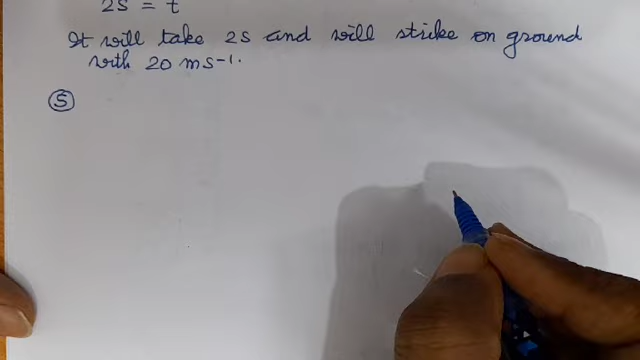 2s = t
It will take 2s and will strike on ground
with 20 ms-1.
5